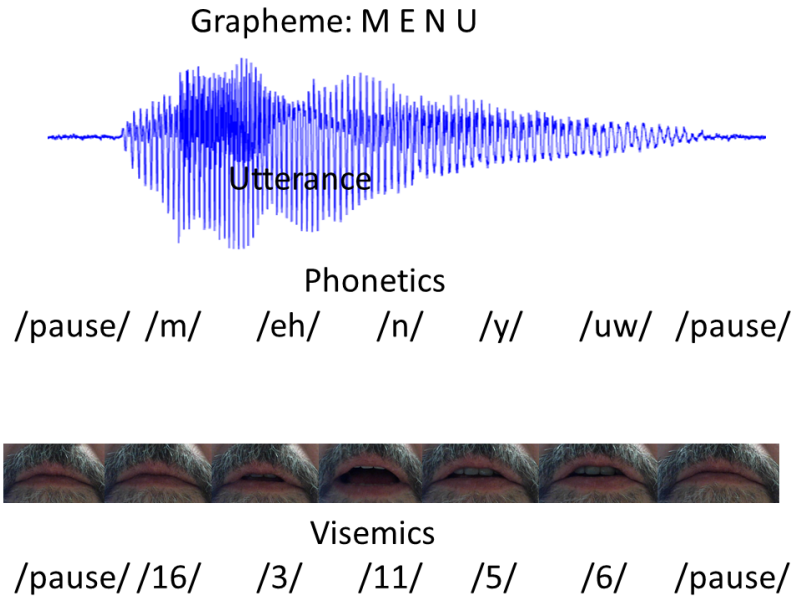 Grapheme: M E N U
Utterance
Phonetics
/pause/ /m/ /eh/ /n/ /y/ /uw/ /pause/
Visemics
/pause/ /16/ /3/ /11/ /5/ /6/ /pause/